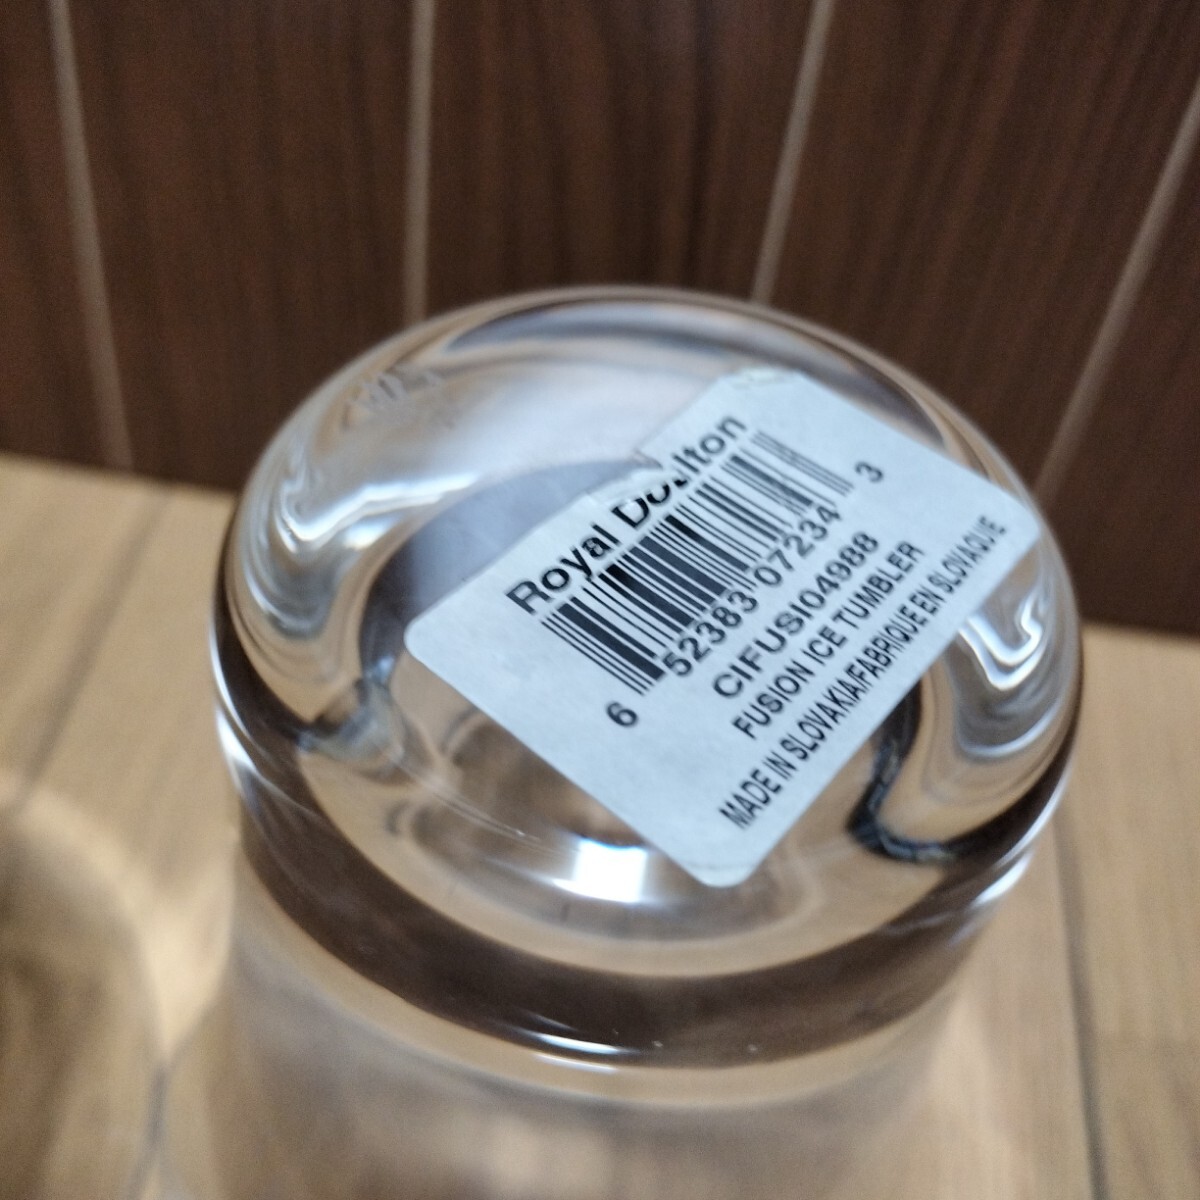 Royal Doulton
6 52383 07234 3
CIFUSI04988
FUSION ICE TUMBLER
MADE IN SLOVAKIA/FABRIQUE EN SLOVAQUIE